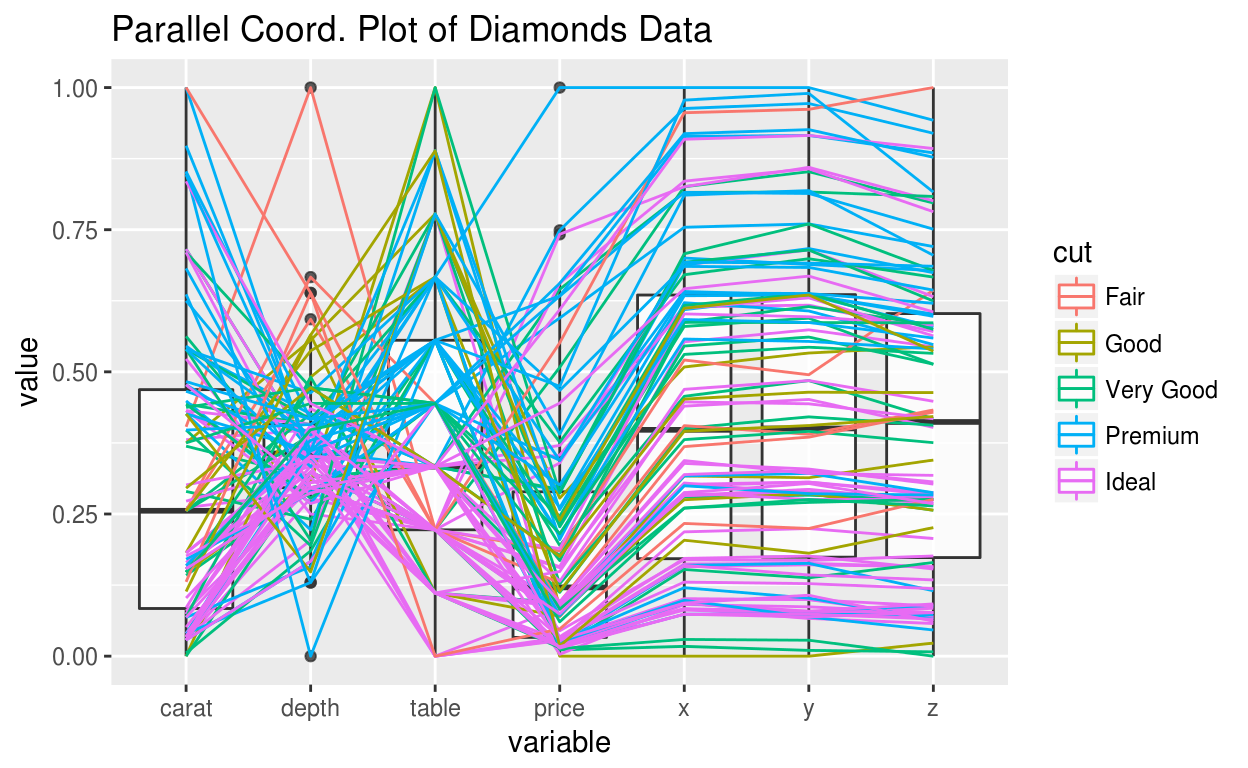 Parallel Coord. Plot of Diamonds Data
1.00
0.75
0.50
0.25
0.00
value
carat depth table price x y z
variable
cut
Fair
Good
Very Good
Premium
Ideal